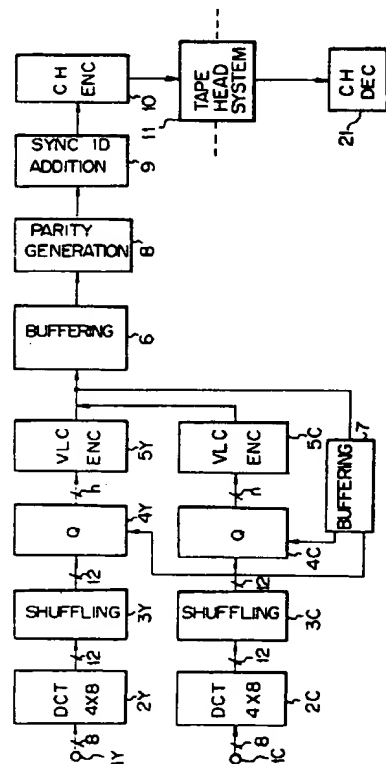 1Y
8
DCT
4X8
2Y
12
SHUFFLING
3Y
12
Q
4Y
n
VLC
ENC
5Y
BUFFERING
6
PARITY
GENERATION
8
SYNC ID
ADDITION
9
CH
ENC
10
TAPE
HEAD
SYSTEM
11
CH
DEC
21
1C
8
DCT
4X8
2C
12
SHUFFLING
3C
12
Q
4C
n
VLC
ENC
5C
BUFFERING
7